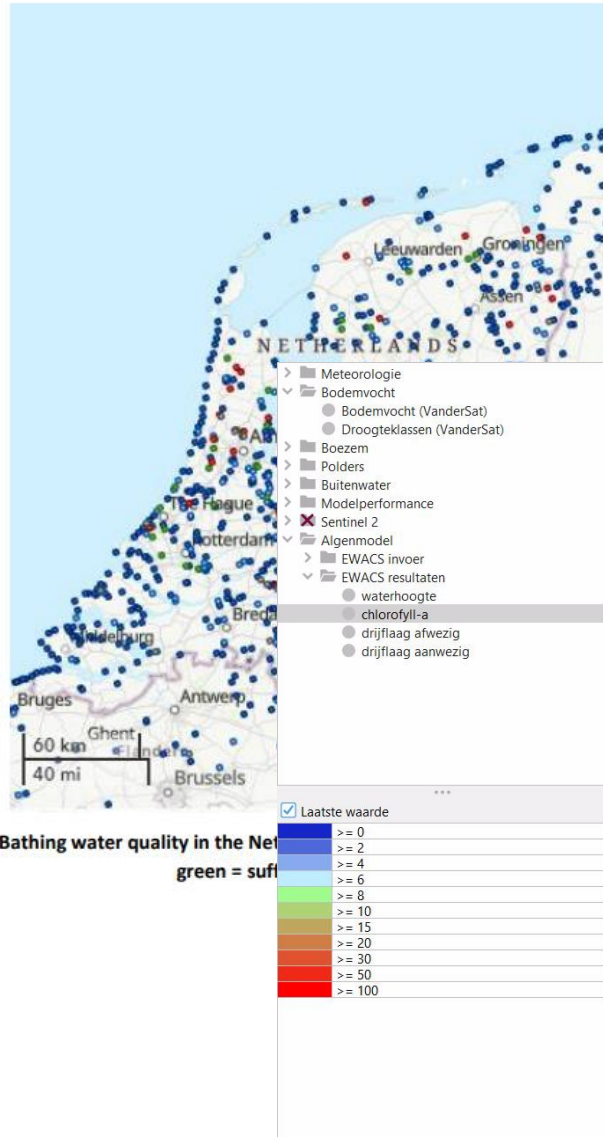 Leeuwarden
Groningen
Assen
NETHERLANDS
The Hague
Rotterdam
Breda
Bruges
Antwerp
Ghent
60 km
40 mi
Brussels
Bathing water quality in the Net
green = suff
Meteorologie
Bodemvocht
Bodemvocht (VanderSat)
Droogteklassen (VanderSat)
Boezem
Polders
Buitenwater
Modelperformance
Sentinel 2
Algenmodel
EWACS invoer
EWACS resultaten
waterhoogte
chlorofyll-a
drijflaag afwezig
drijflaag aanwezig
Laatste waarde
>= 0
>= 2
>= 4
>= 6
>= 8
>= 10
>= 15
>= 20
>= 30
>= 50
>= 100